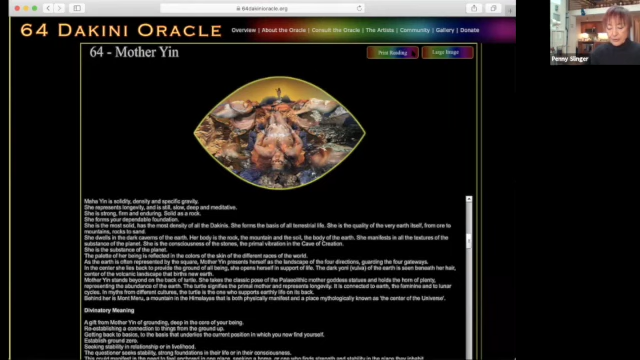 64dakinioracle.org
64 DAKINI ORACLE
Overview | About the Oracle | Consult the Oracle | The Artists | Community | Gallery | Donate
64 - Mother Yin
Print Reading
Large Image
Penny Slinger
Maha Yin is solidity, density and specific gravity.
She represents longevity, and is still, slow, deep and meditative.
She is strong, firm and enduring. Solid as a rock.
She forms your dependable foundation.
She is the most solid, has the most density of all the Dakinis. She forms the basis of all terrestrial life. She is the quality of the very earth itself, from ore to
mountains, rocks to sand.
She dwells in the dark caverns of the earth. Her body is the rock, the mountain and the soil, the body of the earth. She manifests in all the textures of the
substance of the planet. She is the consciousness of the stones, the primal vibration in the Cave of Creation.
She is the substance of the planet.
The palette of her being is reflected in the colors of the skin of the different races of the world.
As the earth is often represented by the square, Mother Yin presents herself as the landscape of the four directions, guarding the four gateways.
In the center she lies back to provide the ground of all being, she opens herself in support of life. The dark yoni (vulva) of the earth is seen beneath her hair,
center of the volcanic landscape that births new earth.
Mother Yin stands beyond on the back of turtle. She takes the classic pose of the Palaeolithic mother goddess statues and holds the horn of plenty,
representing the abundance of the earth. The turtle signifies the primal mother and represents longevity. It is connected to earth, the feminine and to lunar
cycles. In myths from different cultures, the turtle is the one who supports earthly life on its back.
Behind her is Mont Meru, a mountain in the Himalayas that is both physically manifest and a place mythologically known as 'the center of the Universe'.
Divinatory Meaning
A gift from Mother Yin of grounding, deep in the core of your being.
Re-establishing a connection to things from the ground up.
Getting back to basics, to the basis that underlies the current position in which you now find yourself.
Establish ground zero.
Seeking stability in relationship or in livelihood.
The questioner seeks stability, strong foundations in their life or in their consciousness.